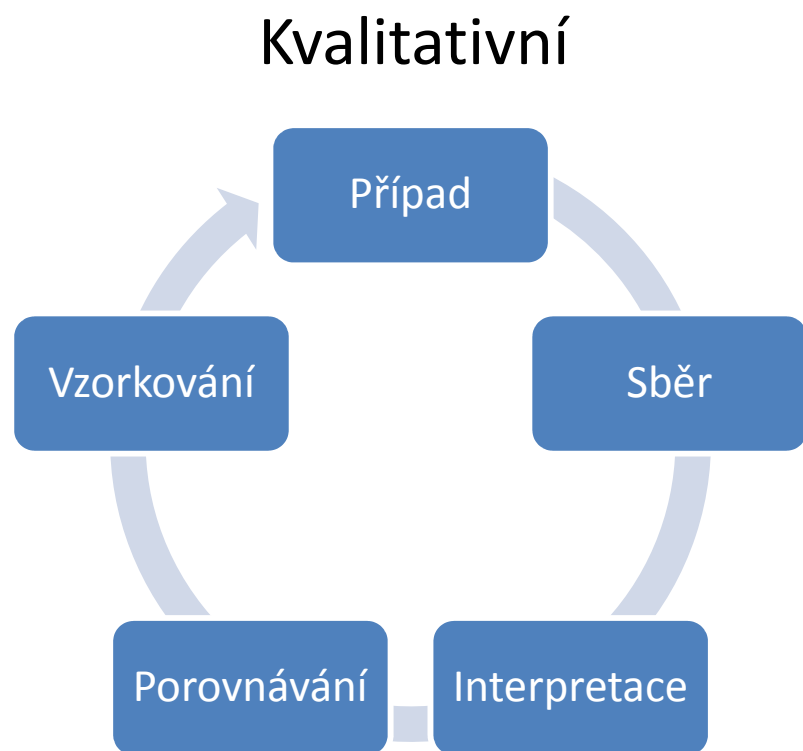 Kvalitativní
Případ
Sběr
Interpretace
Porovnávání
Vzorkování